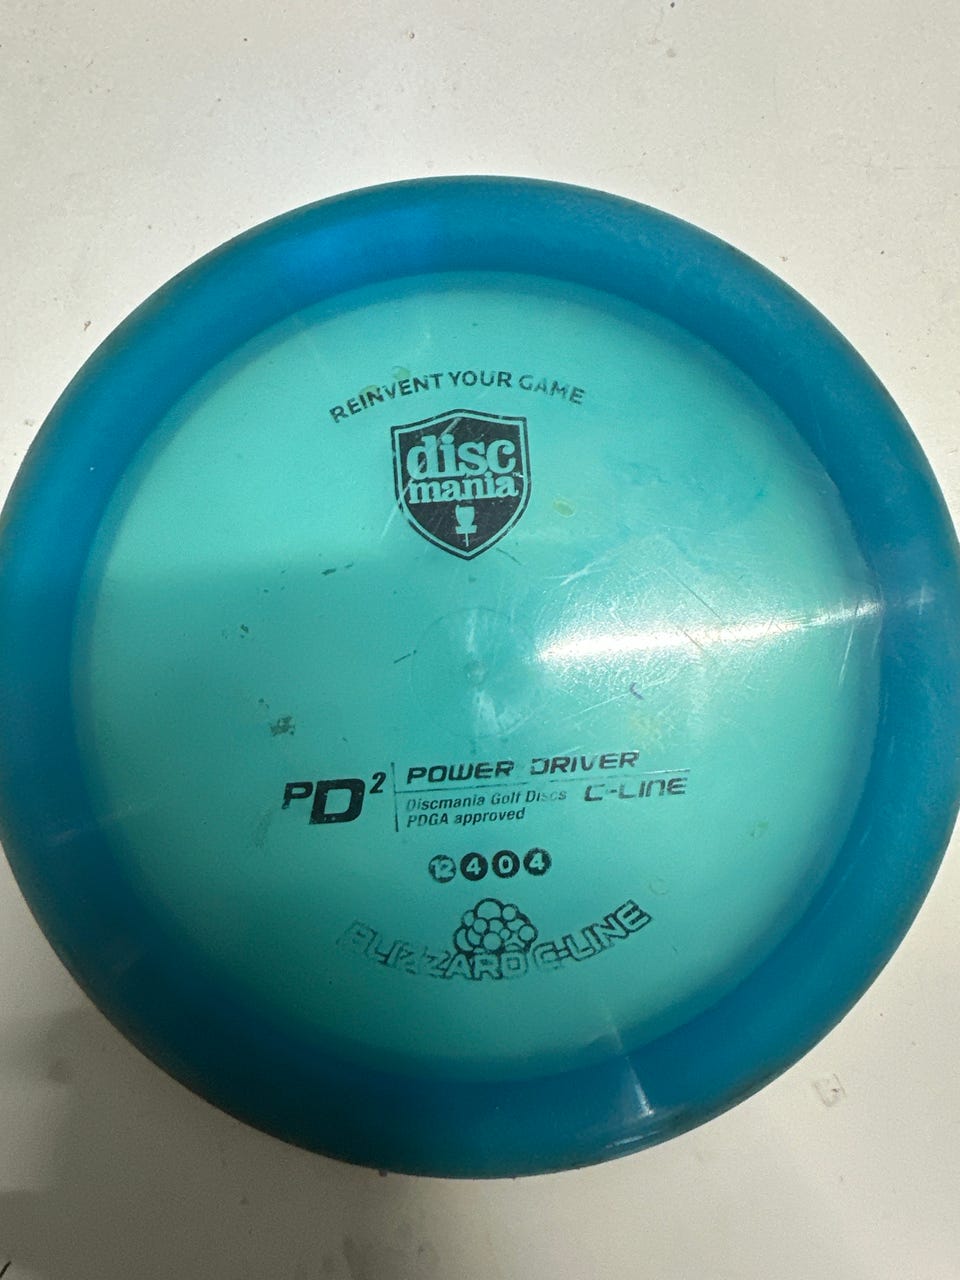 REINVENT YOUR GAME
disc
mania™
PD2 POWER DRIVER
Discmania Golf Discs C-LINE
PDGA approved
12 4 0 4
BLIZZARD C-LINE